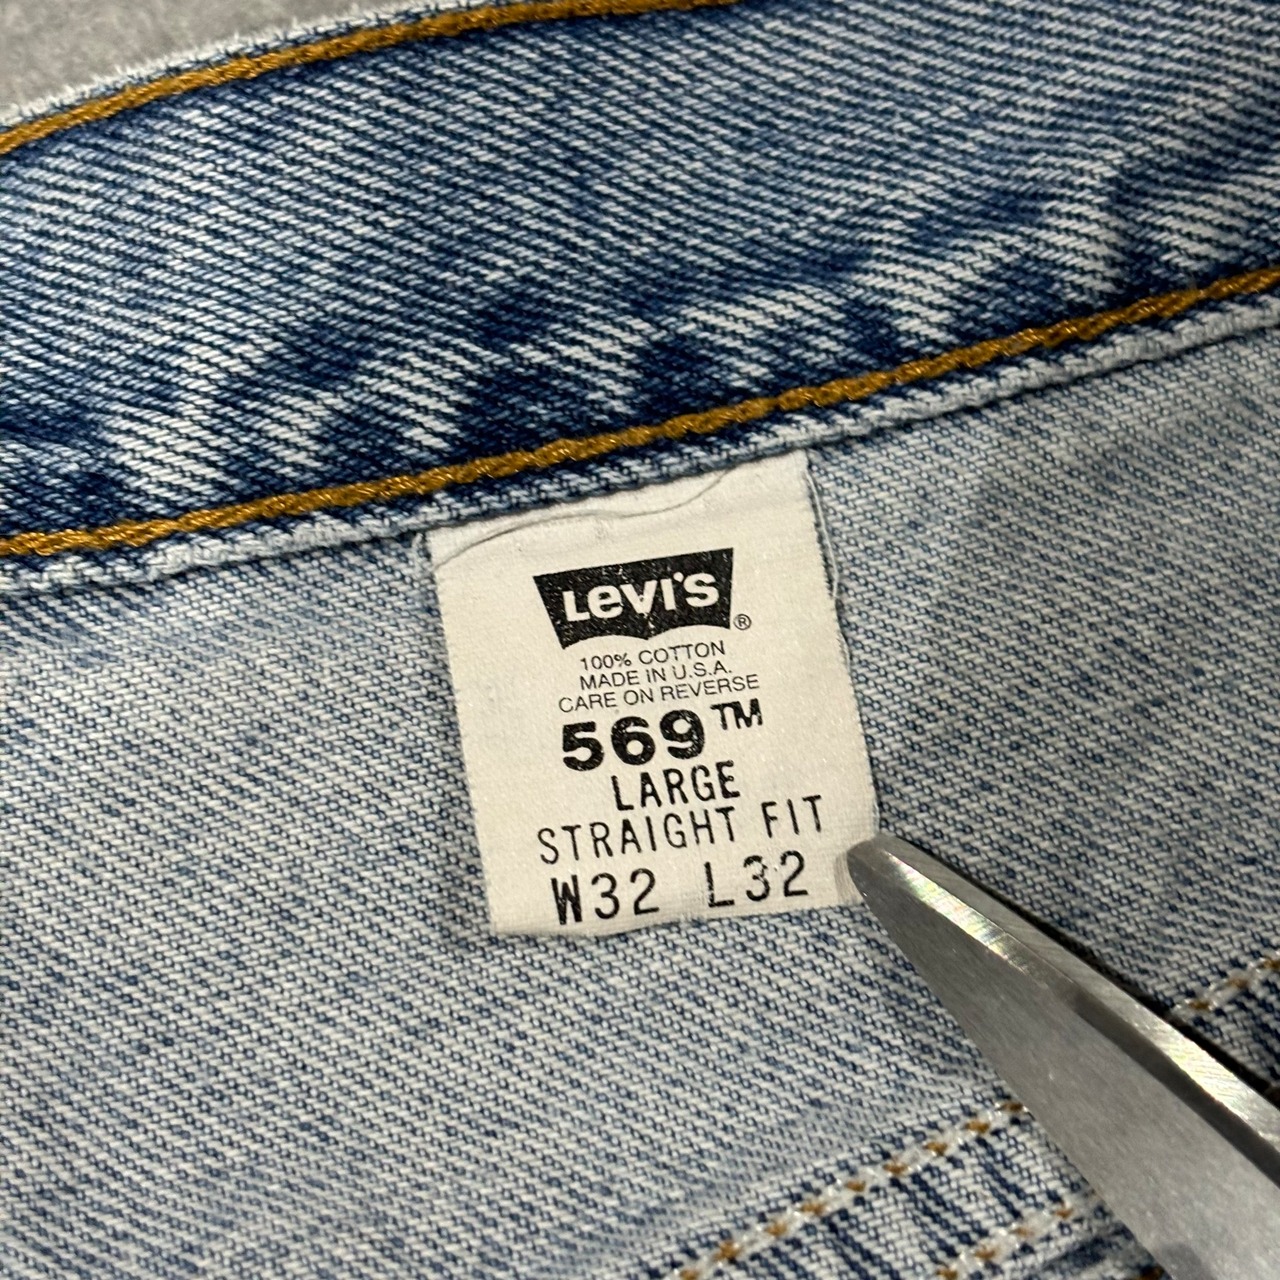 Levi's ®
100% COTTON
MADE IN U.S.A.
CARE ON REVERSE
569™
LARGE
STRAIGHT FIT
W32 L32